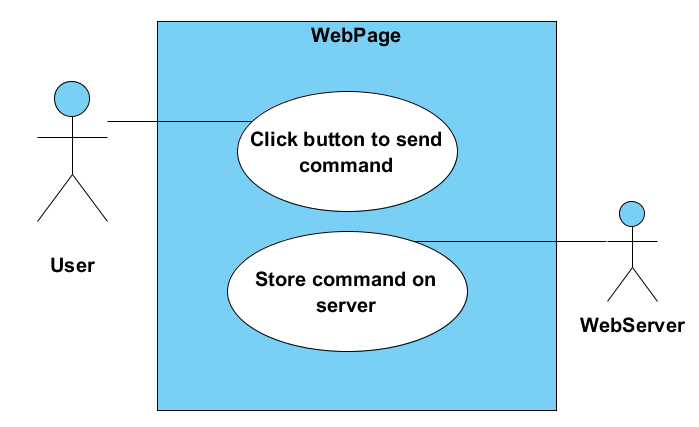 WebPage
Click button to send
command
User
Store command on
server
WebServer